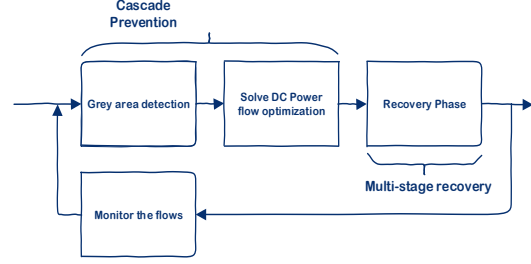 Cascade
Prevention
Grey area detection
Solve DC Power
flow optimization
Recovery Phase
Multi-stage recovery
Monitor the flows